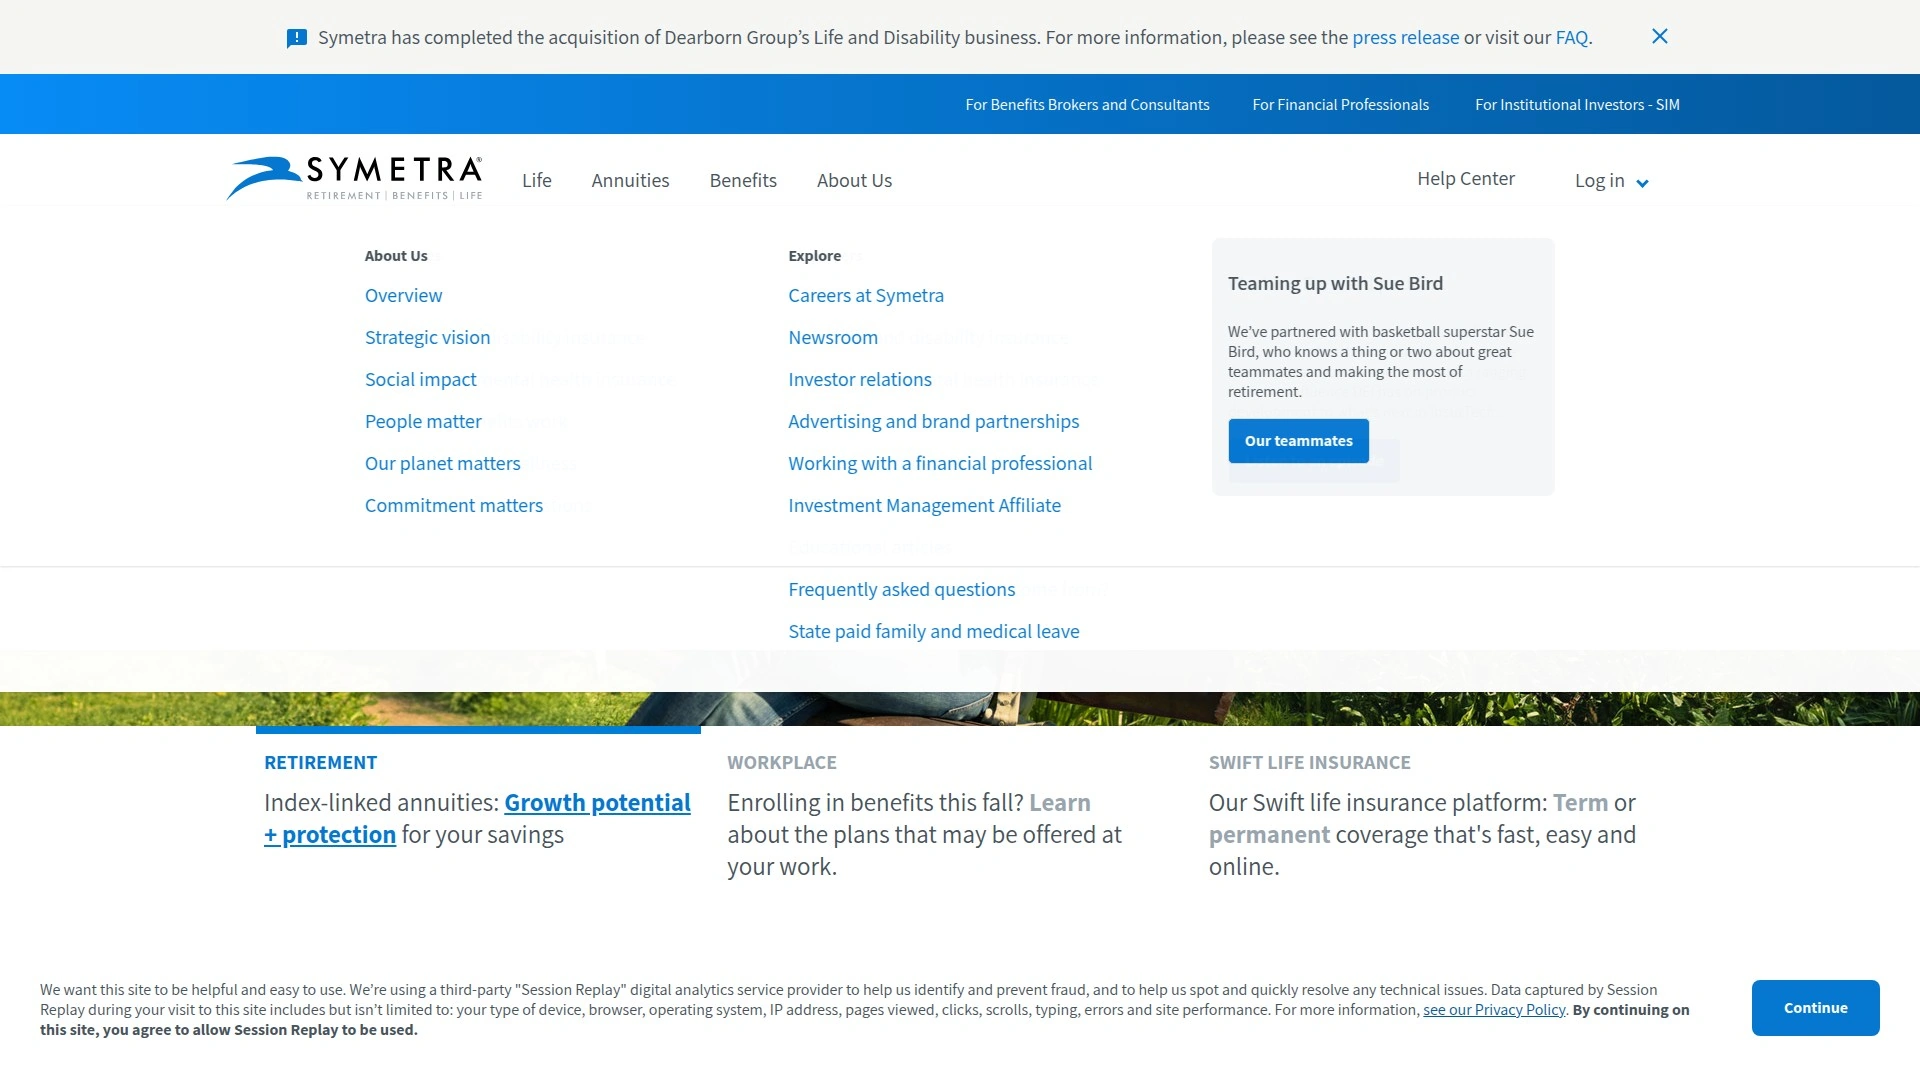 Symetra has completed the acquisition of Dearborn Group’s Life and Disability business. For more information, please see the press release or visit our FAQ.
For Benefits Brokers and Consultants
For Financial Professionals
For Institutional Investors - SIM
SYMETRA®
RETIREMENT | BENEFITS | LIFE
Life
Annuities
Benefits
About Us
Help Center
Log in
About Us
Overview
Strategic vision
Social impact
People matter
Our planet matters
Commitment matters
Explore
Careers at Symetra
Newsroom
Investor relations
Advertising and brand partnerships
Working with a financial professional
Investment Management Affiliate
Frequently asked questions
State paid family and medical leave
Teaming up with Sue Bird
We’ve partnered with basketball superstar Sue
Bird, who knows a thing or two about great
teammates and making the most of
retirement.
Our teammates
RETIREMENT
Index-linked annuities: Growth potential
+ protection for your savings
WORKPLACE
Enrolling in benefits this fall? Learn
about the plans that may be offered at
your work.
SWIFT LIFE INSURANCE
Our Swift life insurance platform: Term or
permanent coverage that's fast, easy and
online.
We want this site to be helpful and easy to use. We’re using a third-party "Session Replay" digital analytics service provider to help us identify and prevent fraud, and to help us spot and quickly resolve any technical issues. Data captured by Session
Replay during your visit to this site includes but isn’t limited to: your type of device, browser, operating system, IP address, pages viewed, clicks, scrolls, typing, errors and site performance. For more information, see our Privacy Policy. By continuing on
this site, you agree to allow Session Replay to be used.
Continue